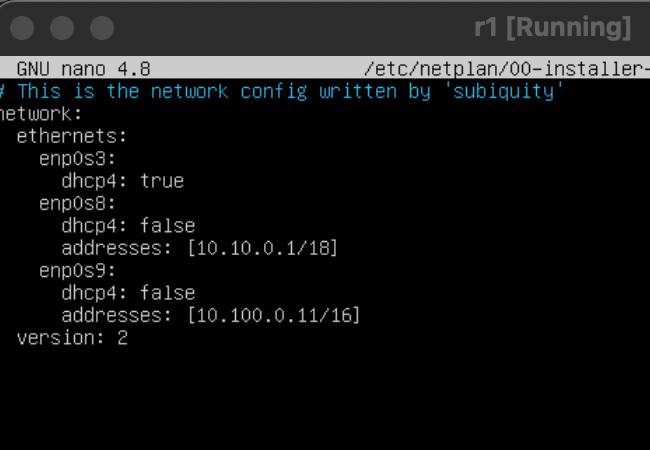 r1 [Running]
GNU nano 4.8 /etc/netplan/00-installer-
# This is the network config written by 'subiquity'
network:
ethernets:
enp0s3:
dhcp4: true
enp0s8:
dhcp4: false
addresses: [10.10.0.1/18]
enp0s9:
dhcp4: false
addresses: [10.100.0.11/16]
version: 2